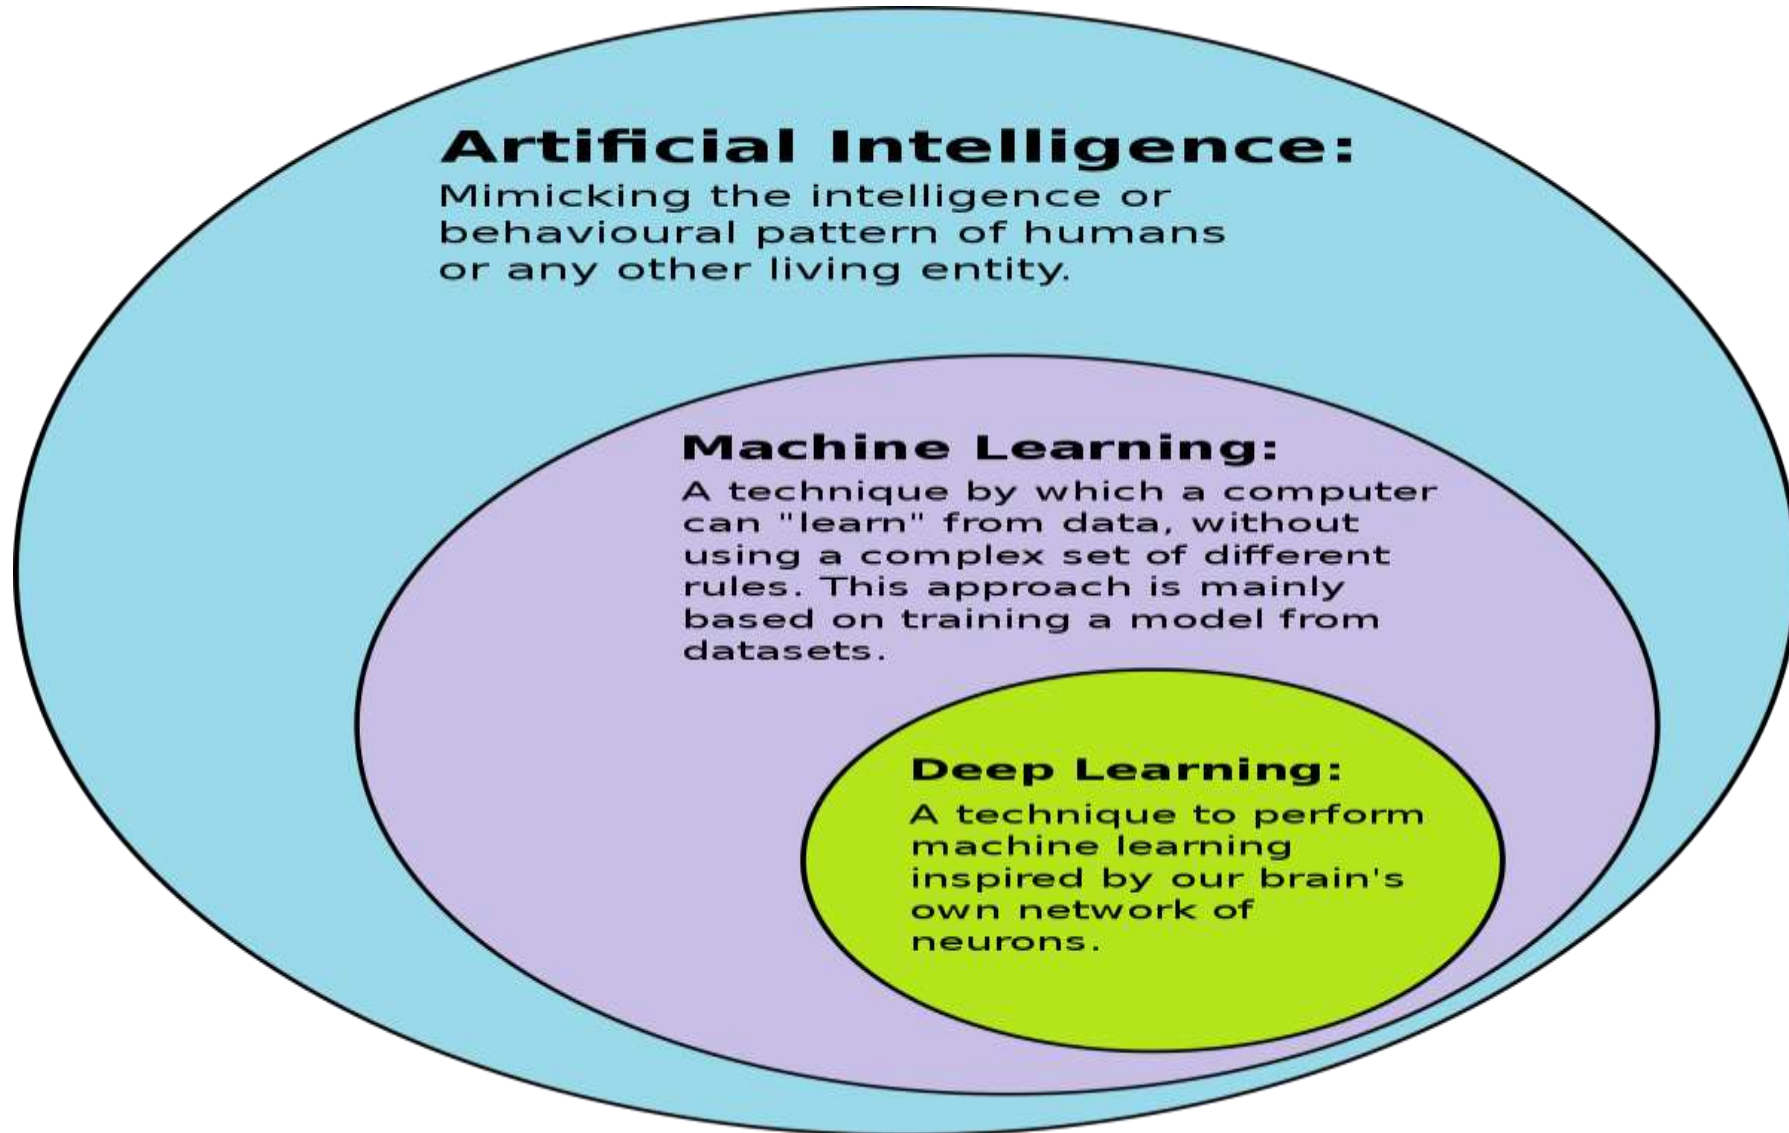 Artificial Intelligence:
Mimicking the intelligence or
behavioural pattern of humans
or any other living entity.
Machine Learning:
A technique by which a computer
can "learn" from data, without
using a complex set of different
rules. This approach is mainly
based on training a model from
datasets.
Deep Learning:
A technique to perform
machine learning
inspired by our brain's
own network of
neurons.